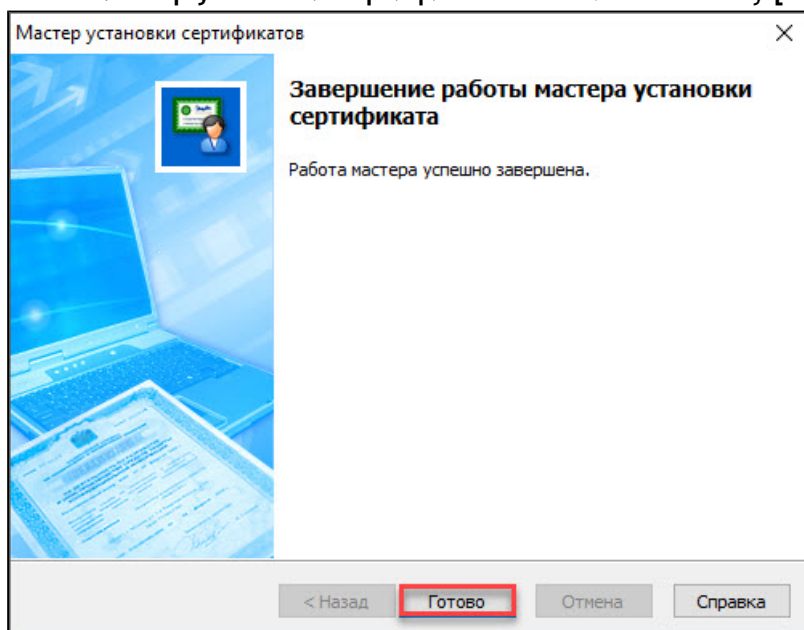 Мастер установки сертификатов
Завершение работы мастера установки
сертификата
Работа мастера успешно завершена.
< Назад
Готово
Отмена
Справка